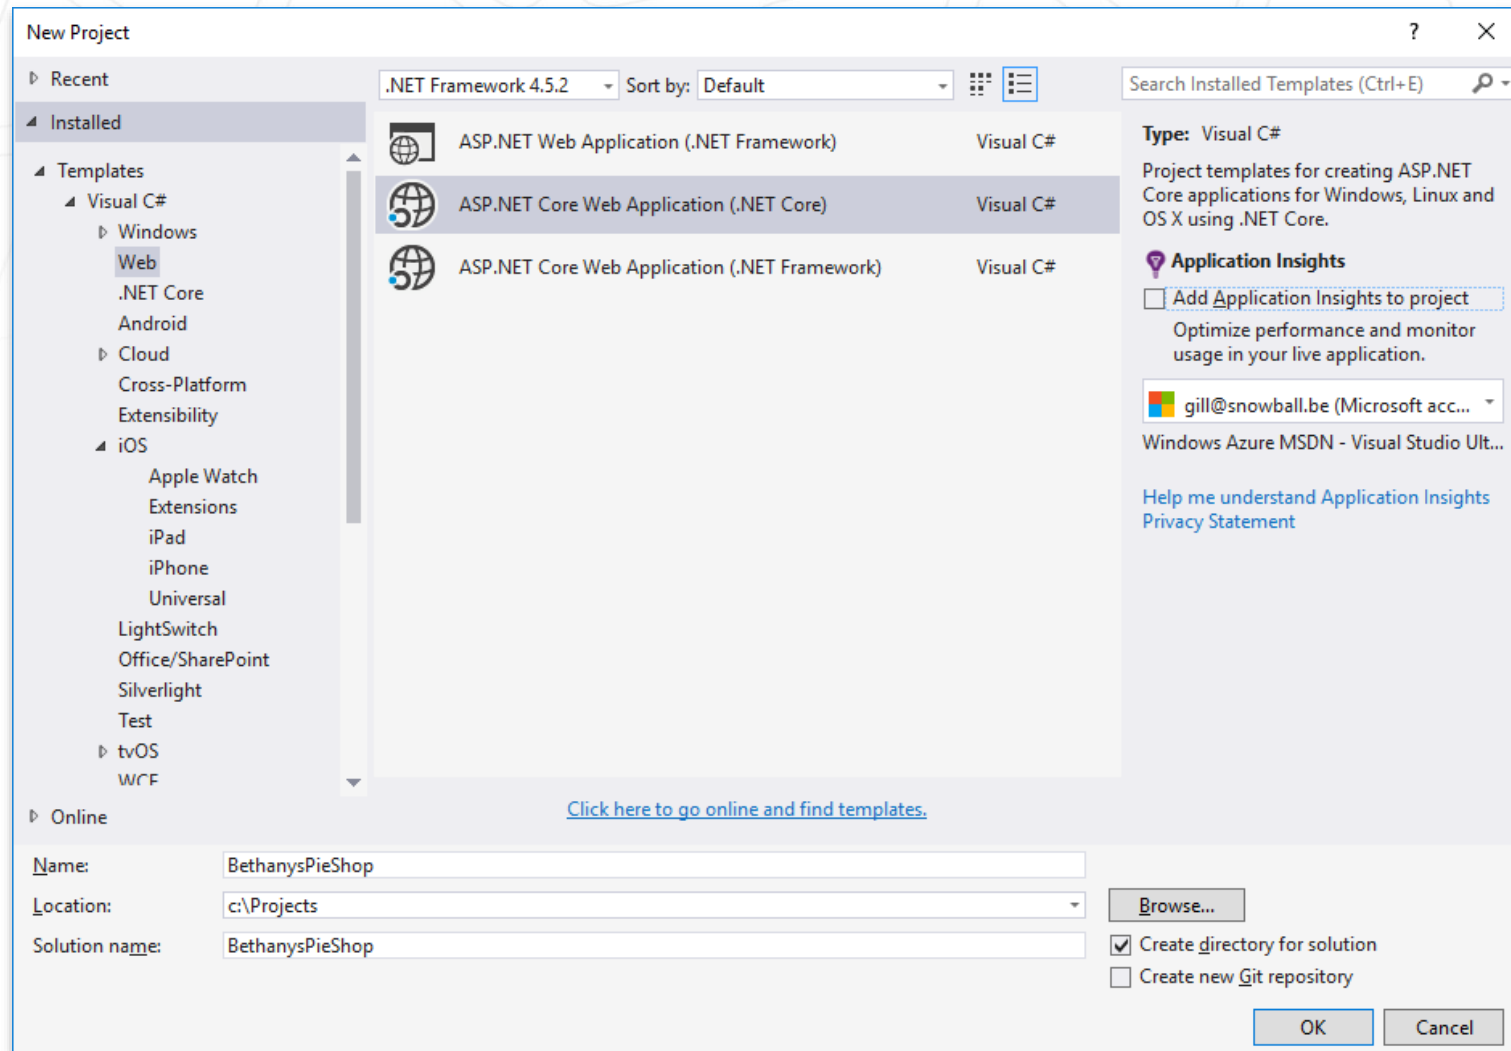 New Project
?
Recent
.NET Framework 4.5.2
Sort by:
Default
Search Installed Templates (Ctrl+E)
Installed
Templates
Visual C#
Windows
Web
.NET Core
Android
Cloud
Cross-Platform
Extensibility
iOS
Apple Watch
Extensions
iPad
iPhone
Universal
LightSwitch
Office/SharePoint
Silverlight
Test
tvOS
WCF
Online
ASP.NET Web Application (.NET Framework) Visual C#
ASP.NET Core Web Application (.NET Core) Visual C#
ASP.NET Core Web Application (.NET Framework) Visual C#
Click here to go online and find templates.
Type: Visual C#
Project templates for creating ASP.NET
Core applications for Windows, Linux and
OS X using .NET Core.
Application Insights
Add Application Insights to project
Optimize performance and monitor
usage in your live application.
gill@snowball.be (Microsoft acc...
Windows Azure MSDN - Visual Studio Ult...
Help me understand Application Insights
Privacy Statement
Name: BethanysPieShop
Location: c:\Projects
Browse...
Solution name: BethanysPieShop
Create directory for solution
Create new Git repository
OK
Cancel